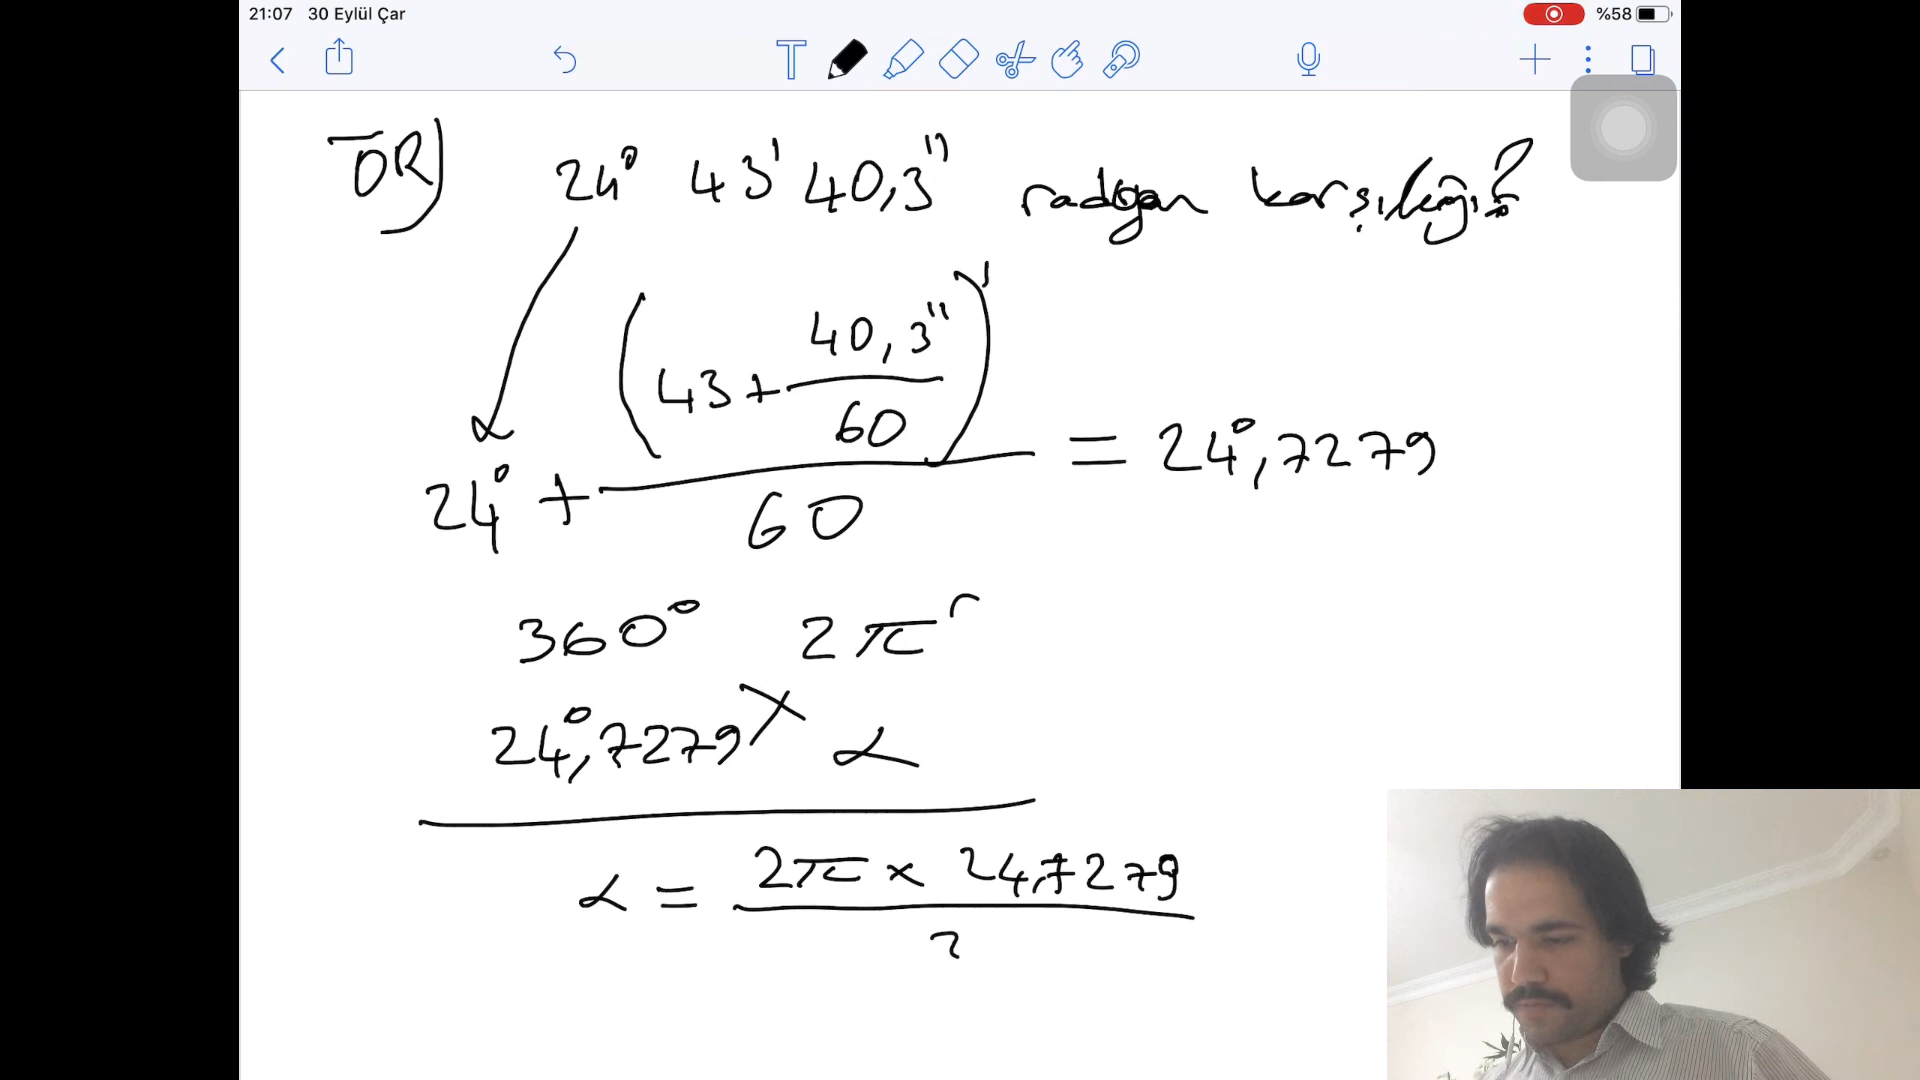 21:07 30 Eylül Çar %58
ÖR) 24° 43' 40,3" radyan karşılığı?
(43 + 40,3"/60)'
α
24° + ———— = 24°,7279
60
360° 2π^r
24°,7279 α
α = 2π x 24,7279
3